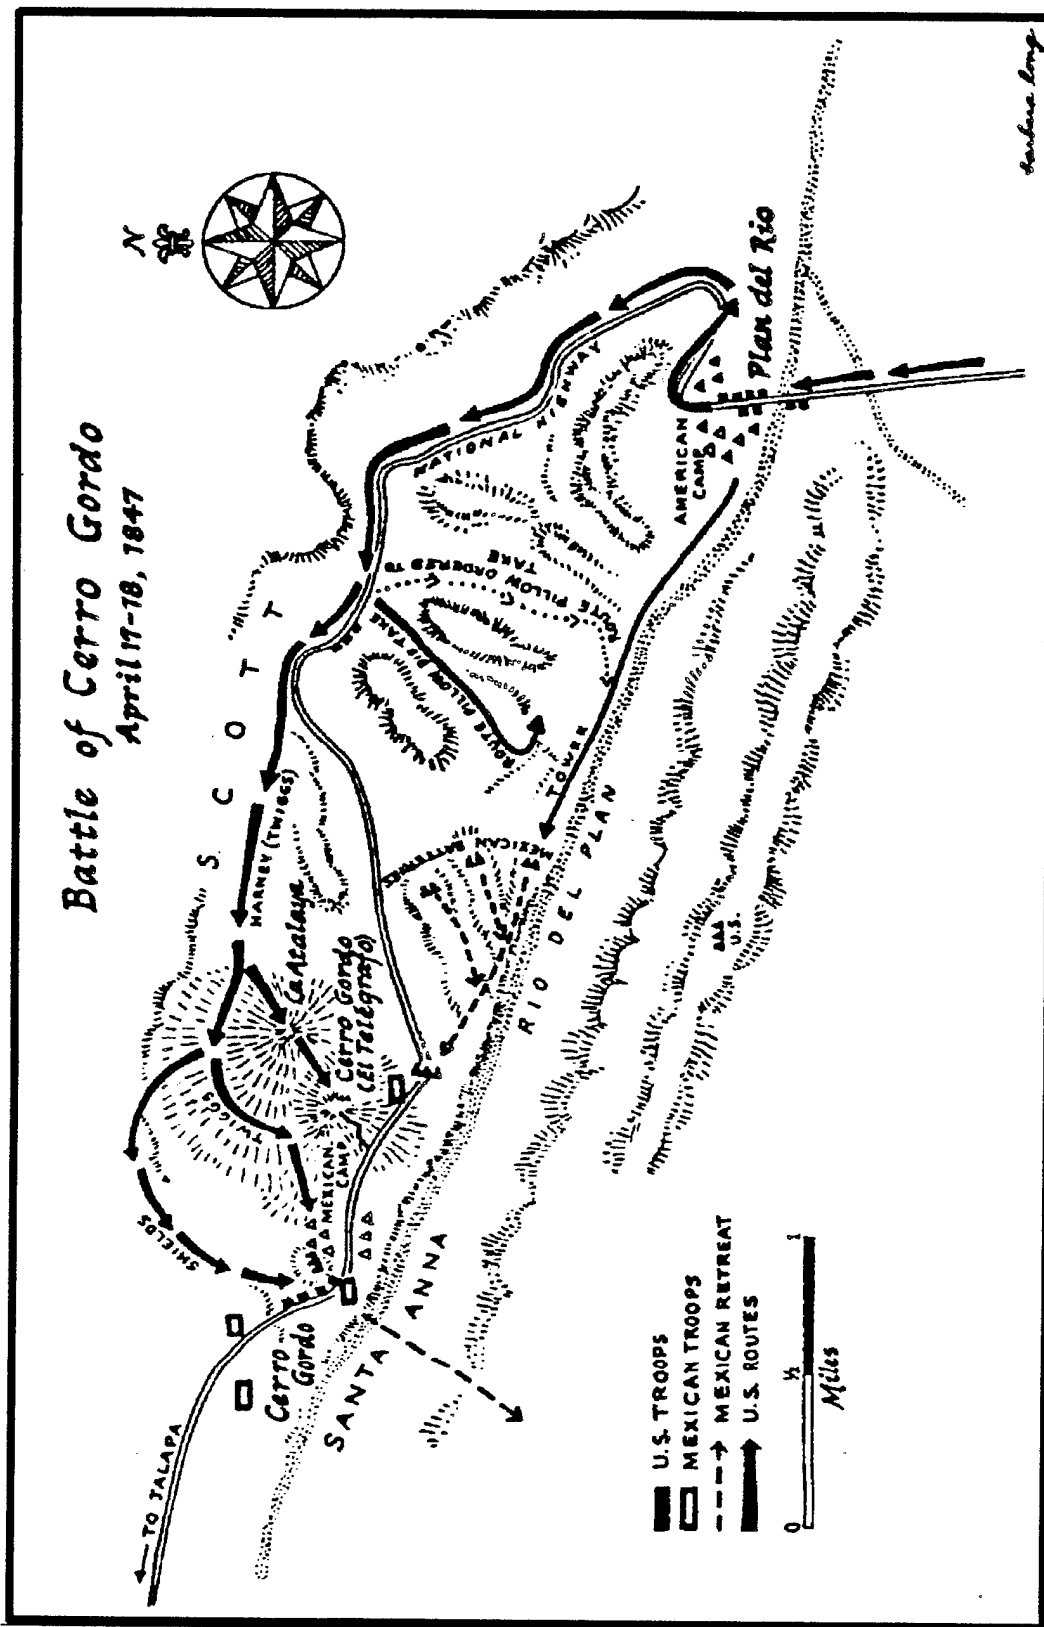 Battle of Cerro Gordo
April 17-18, 1847
N
SCOTT
TO JALAPA
SHIELDS
TWIGGS
HARNEY (TWIGGS)
La Atalaya
Cerro Gordo
(El Telégrafo)
MEXICAN
CAMP
Cerro
Gordo
SANTA ANNA
MEXICAN BATTERIES
ROUTE PILLOW DID TAKE
ROUTE PILLOW ORDERED TO
TAKE
NATIONAL HIGHWAY
TOWER
RIO DEL PLAN
AMERICAN
CAMP
Plan del Rio
U.S.
U.S. TROOPS
MEXICAN TROOPS
MEXICAN RETREAT
U.S. ROUTES
0 ½ 1
Miles
Barbara Long